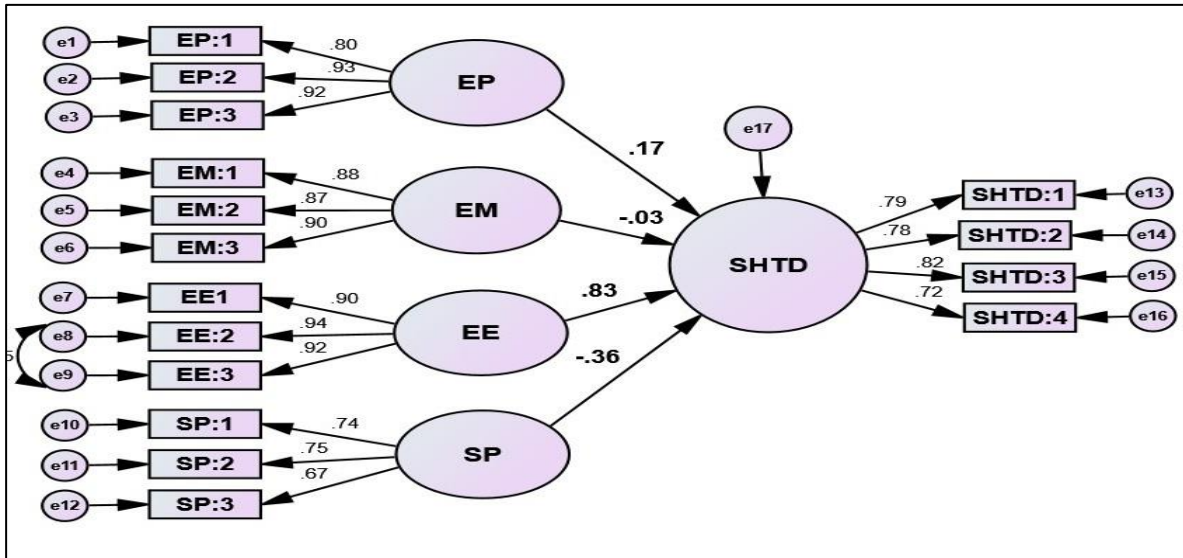 e1
EP:1
.80
e2
EP:2
.93
e3
EP:3
.92
EP
.17
e4
EM:1
.88
e5
EM:2
.87
e6
EM:3
.90
EM
-.03
e7
EE1
.90
e8
EE:2
.94
e9
EE:3
.92
EE
.83
e10
SP:1
.74
e11
SP:2
.75
e12
SP:3
.67
SP
-.36
e17
SHTD
.79
SHTD:1
e13
.78
SHTD:2
e14
.82
SHTD:3
e15
.72
SHTD:4
e16